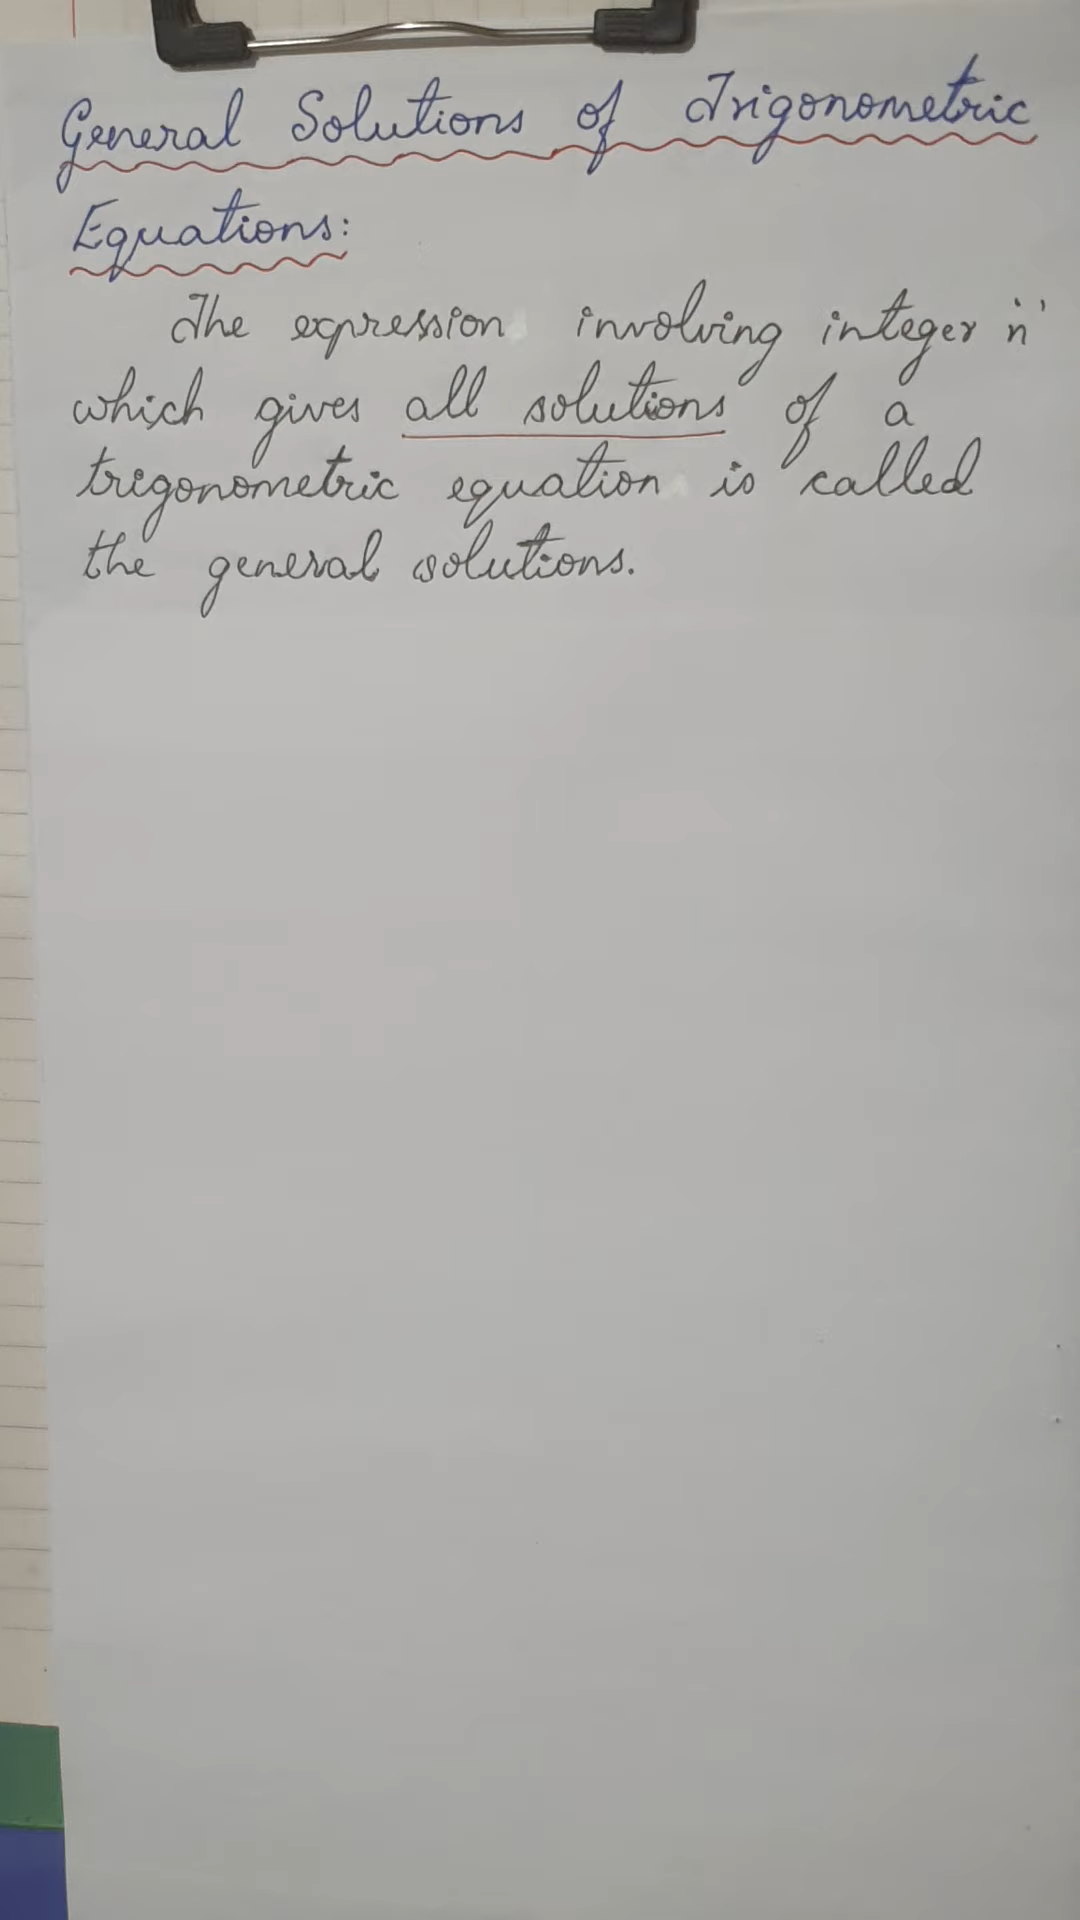 General Solutions of Trigonometric
Equations:
The expression involving integer 'n'
which gives all solutions of a
trigonometric equation is called
the general solutions.